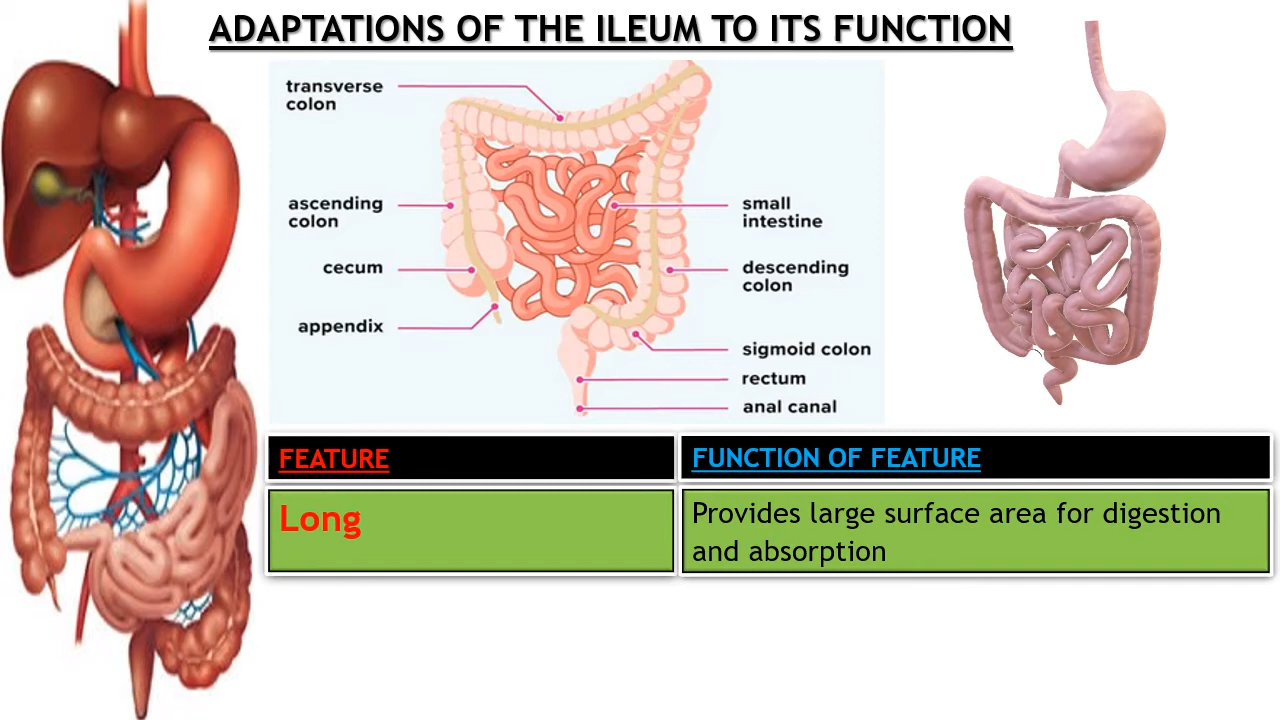 ADAPTATIONS OF THE ILEUM TO ITS FUNCTION
transverse
colon
ascending
colon
cecum
appendix
small
intestine
descending
colon
sigmoid colon
rectum
anal canal
FEATURE
FUNCTION OF FEATURE
Long
Provides large surface area for digestion
and absorption